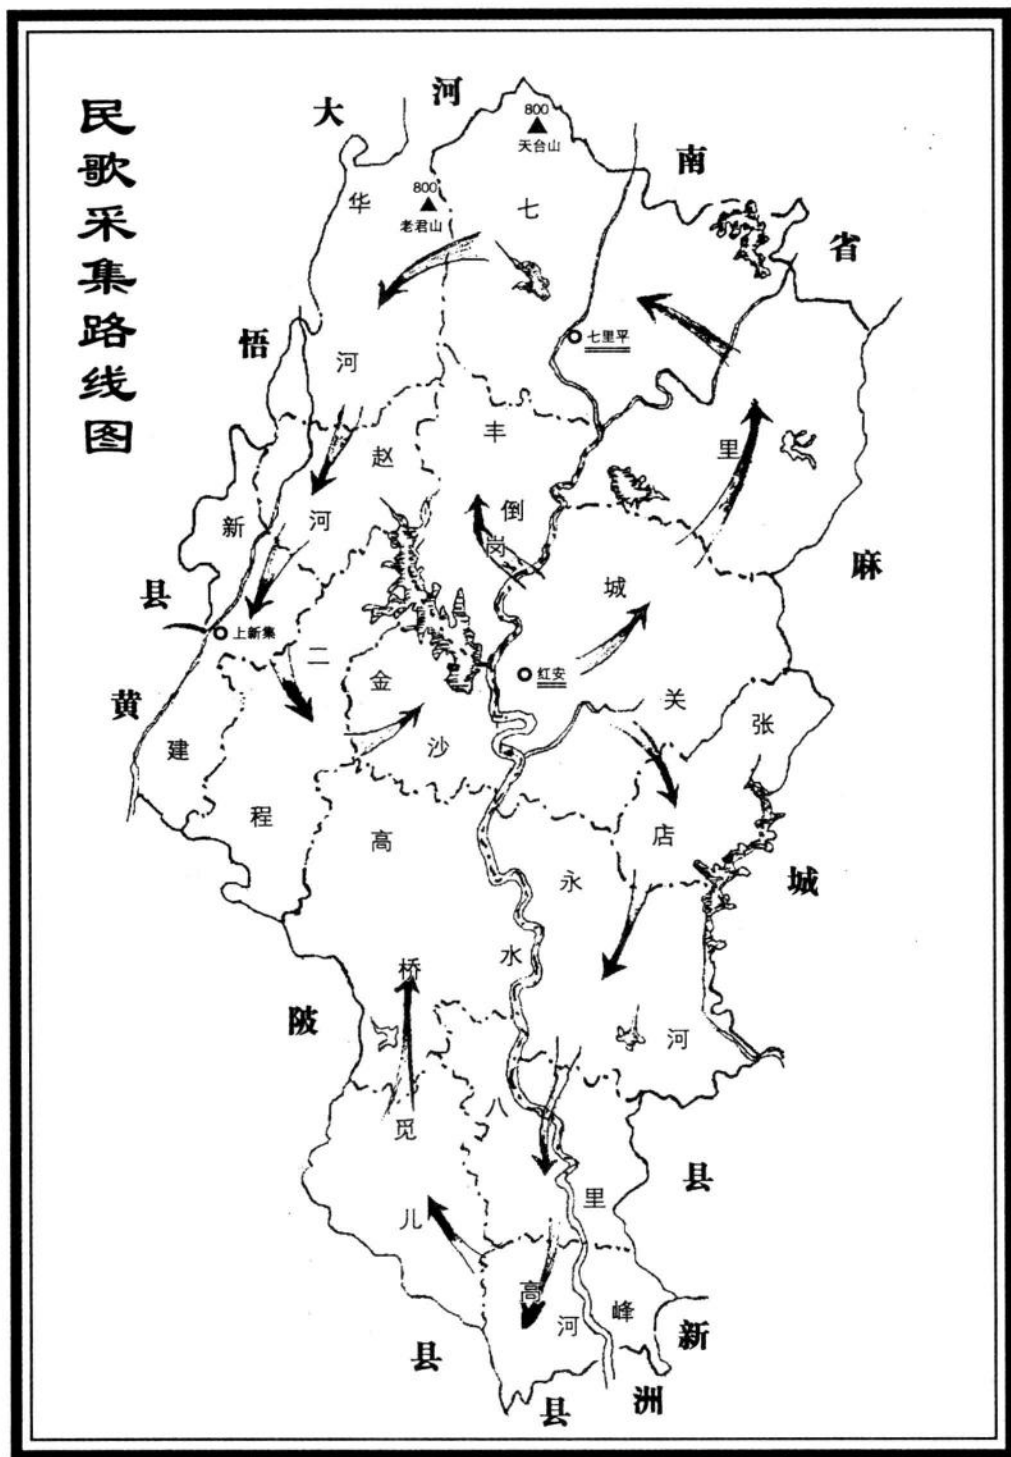 民歌采集路线图
河南省
大悟县
麻城县
黄陂县
新洲县
800
天台山
800
老君山
七里平
上新集
红安
华河
七里
丰岗
赵河
新建
倒水河
城关
张店
二程
金沙
高桥
永河
觅儿
八里
高峰